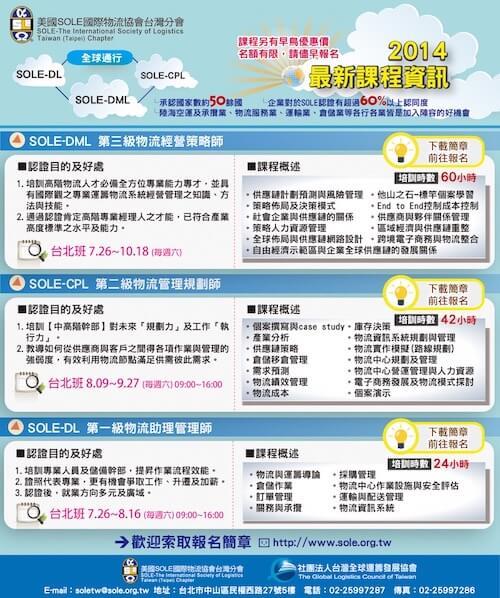 美國SOLE國際物流協會台灣分會
SOLE-The International Society of Logistics
Taiwan (Taipei) Chapter
全球通行
SOLE-DL
SOLE-CPL
SOLE-DML
課程另有早鳥優惠價
名額有限，請儘早報名
2014
最新課程資訊
承認國家數約50餘國
企業對於SOLE認證有超過60%以上認同度
陸海空運及承攬業、物流服務業、運輸業、倉儲業等各行各業皆是加入陣容的好機會
SOLE-DML 第三級物流經營策略師
下載簡章
前往報名
■認證目的及好處
1. 培訓高階物流人才必備全方位專業能力專才，並具
有國際觀之專業運籌物流系統經營管理之知識、方
法與技能。
2. 通過認證肯定高階專業經理人之才能，已符合產業
高度標準之水平及能力。
台北班 7.26~10.18 (每週六)
■課程概述
培訓時數 60小時
• 供應鏈計劃預測與風險管理
• 他山之石-標竿個案學習
• 策略佈局及決策模式
• End to End控制成本控制
• 社會企業與供應鏈的關係
• 供應商與夥伴關係管理
• 策略人力資源管理
• 區域經濟與供應鏈重整
• 全球佈局與供應鏈網路設計
• 跨境電子商務與物流整合
• 自由經濟示範區與企業全球供應鏈的發展關係
SOLE-CPL 第二級物流管理規劃師
下載簡章
前往報名
■認證目的及好處
1. 培訓【中高階幹部】對未來「規劃力」及工作「執
行力」。
2. 教導如何從供應商與客戶之間得各項作業與管理的
強弱度，有效利用物流節點滿足供需彼此需求。
台北班 8.09~9.27 (每週六) 09:00~16:00
■課程概述
培訓時數 42小時
• 個案撰寫與case study
• 庫存決策
• 產業分析
• 物流資訊系統規劃與管理
• 供應鏈策略
• 物流實作模擬(路線規劃)
• 倉儲移倉管理
• 物流中心規劃及管理
• 需求預測
• 物流中心營運管理與人力資源
• 物流績效管理
• 電子商務發展及物流模式探討
• 物流成本
• 個案演示
SOLE-DL 第一級物流助理管理師
下載簡章
前往報名
■認證目的及好處
1. 培訓專業人員及儲備幹部，提昇作業流程效能。
2. 證照代表專業，更有機會爭取工作、升遷及加薪。
3. 認證後，就業方向多元及廣域。
台北班 7.26~8.16 (每週六) 09:00~16:00
■課程概述
培訓時數 24小時
• 物流與運籌導論
• 採購管理
• 倉儲作業
• 物流中心作業設施與安全評估
• 訂單管理
• 運輸與配送管理
• 關務與承攬
• 物流資訊系統
→歡迎索取報名簡章 http://www.sole.org.tw
美國SOLE國際物流協會台灣分會
SOLE-The International Society of Logistics
Taiwan (Taipei) Chapter
社團法人台灣全球運籌發展協會
The Global Logistics Council of Taiwan
E-mail：soletw@sole.org.tw 地址：台北市中山區民權西路27號5樓 電話：02-25997287 傳真：02-25997286